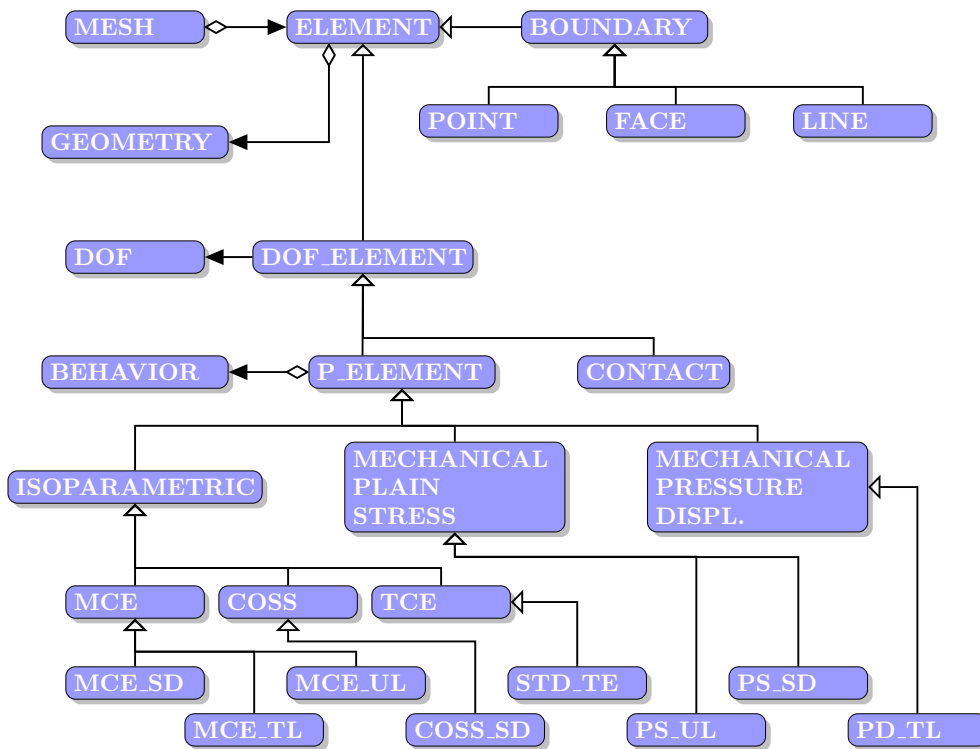 MESH
ELEMENT
BOUNDARY
POINT
FACE
LINE
GEOMETRY
DOF
DOF_ELEMENT
BEHAVIOR
P_ELEMENT
CONTACT
ISOPARAMETRIC
MECHANICAL
PLAIN
STRESS
MECHANICAL
PRESSURE
DISPL.
MCE
COSS
TCE
MCE_SD
MCE_UL
STD_TE
PS_SD
MCE_TL
COSS_SD
PS_UL
PD_TL